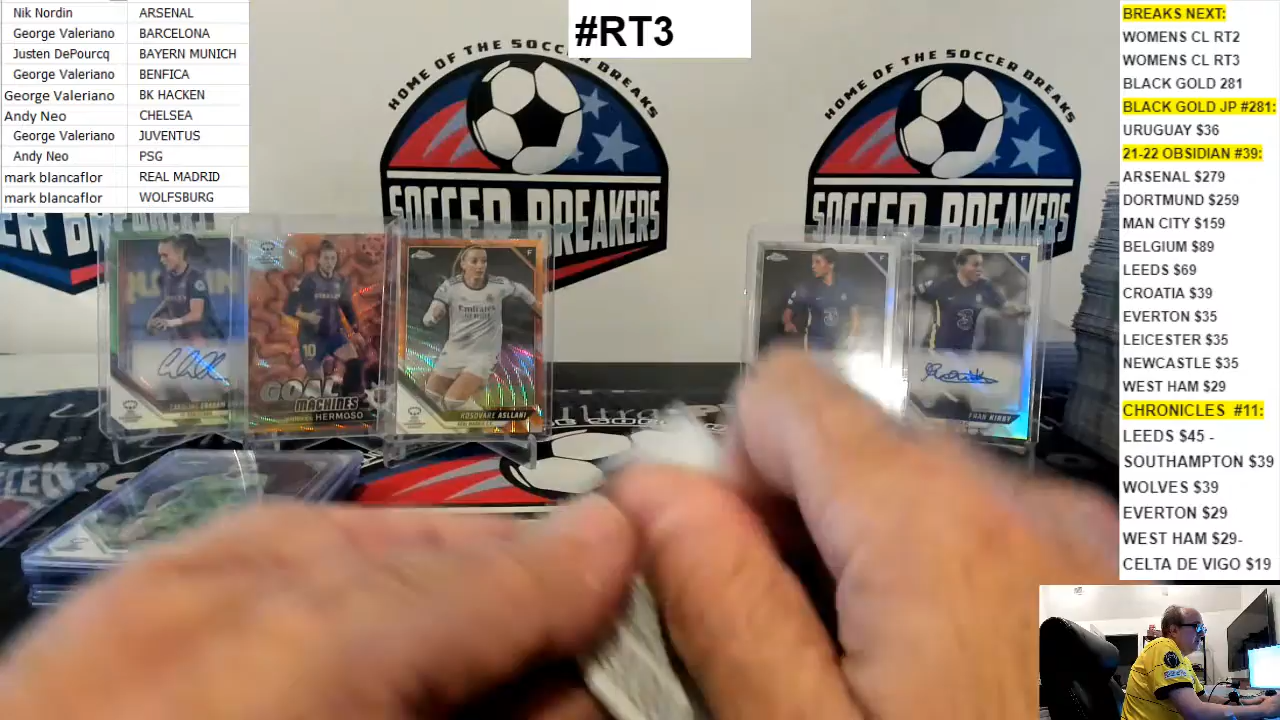 Nik Nordin ARSENAL
George Valeriano BARCELONA
Justen DePourcq BAYERN MUNICH
George Valeriano BENFICA
George Valeriano BK HACKEN
Andy Neo CHELSEA
George Valeriano JUVENTUS
Andy Neo PSG
mark blancaflor REAL MADRID
mark blancaflor WOLFSBURG
#RT3
HOME OF THE SOCCER BREAKS
SOCCER BREAKERS
HOME OF THE SOCCER BREAKS
SOCCER BREAKERS
CAROLINE GRAHAM
GOAL
MACHINES
HERMOSO
Emirates
KOSOVARE ASLLANI
FRAN KIRBY
BREAKS NEXT:
WOMENS CL RT2
WOMENS CL RT3
BLACK GOLD 281
BLACK GOLD JP #281:
URUGUAY $36
21-22 OBSIDIAN #39:
ARSENAL $279
DORTMUND $259
MAN CITY $159
BELGIUM $89
LEEDS $69
CROATIA $39
EVERTON $35
LEICESTER $35
NEWCASTLE $35
WEST HAM $29
CHRONICLES #11:
LEEDS $45 -
SOUTHAMPTON $39
WOLVES $39
EVERTON $29
WEST HAM $29-
CELTA DE VIGO $19